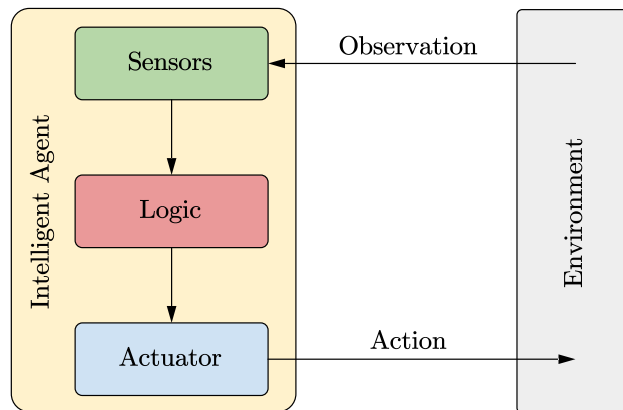 Sensors
Observation
Intelligent Agent
Logic
Environment
Actuator
Action